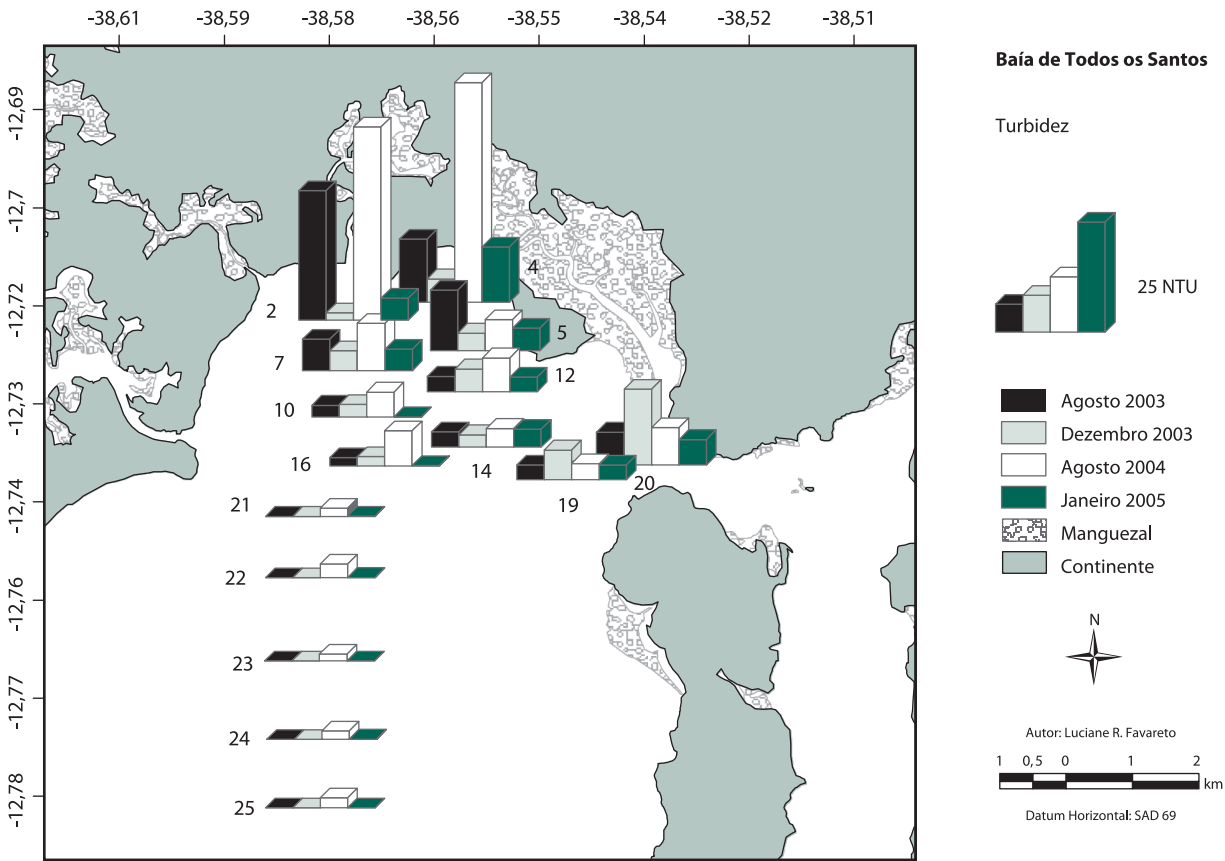 -38,61 -38,59 -38,58 -38,56 -38,55 -38,54 -38,52 -38,51
-12,69
-12,7
-12,72
-12,73
-12,74
-12,76
-12,77
-12,78
4
2
5
7
12
10
16
14
20
19
21
22
23
24
25
Baía de Todos os Santos
Turbidez
25 NTU
Agosto 2003
Dezembro 2003
Agosto 2004
Janeiro 2005
Manguezal
Continente
N
Autor: Luciane R. Favareto
1 0,5 0 1 2
km
Datum Horizontal: SAD 69